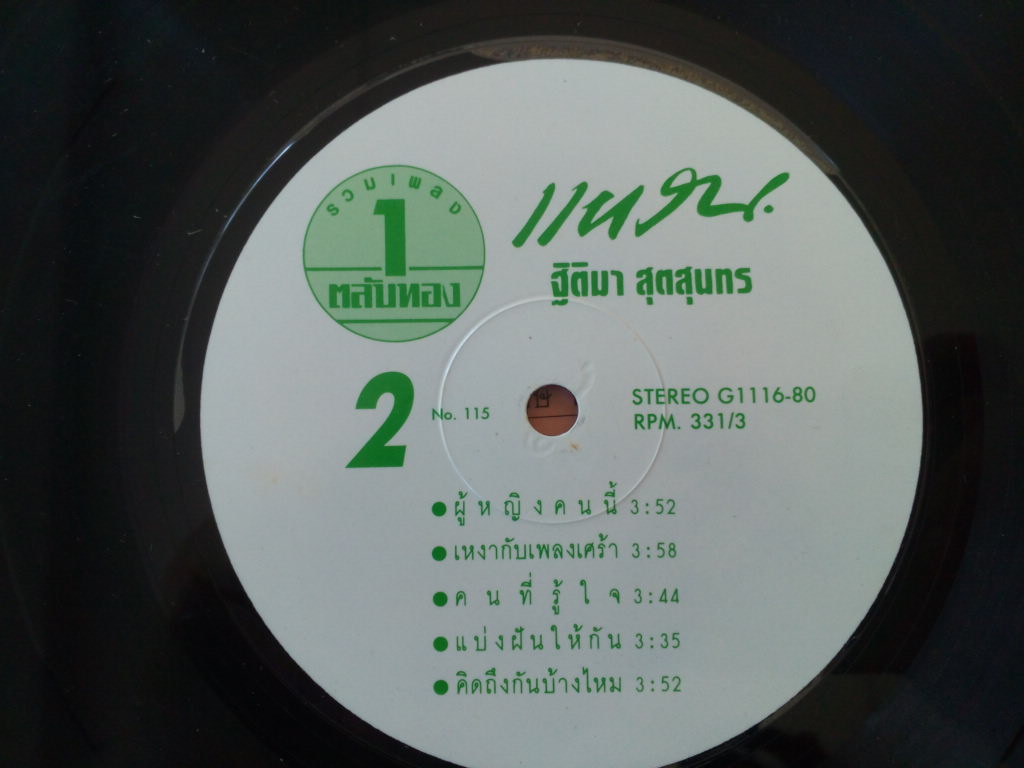 รวมเพลง
1
ตลับทอง
แหวน
ฐิติมา สุตสุนทร
2
No. 115
STEREO G1116-80
RPM. 331/3
● ผู้หญิงคนนี้ 3:52
● เหงากับเพลงเศร้า 3:58
● คนที่รู้ใจ 3:44
● แบ่งฝันให้กัน 3:35
● คิดถึงกันบ้างไหม 3:52